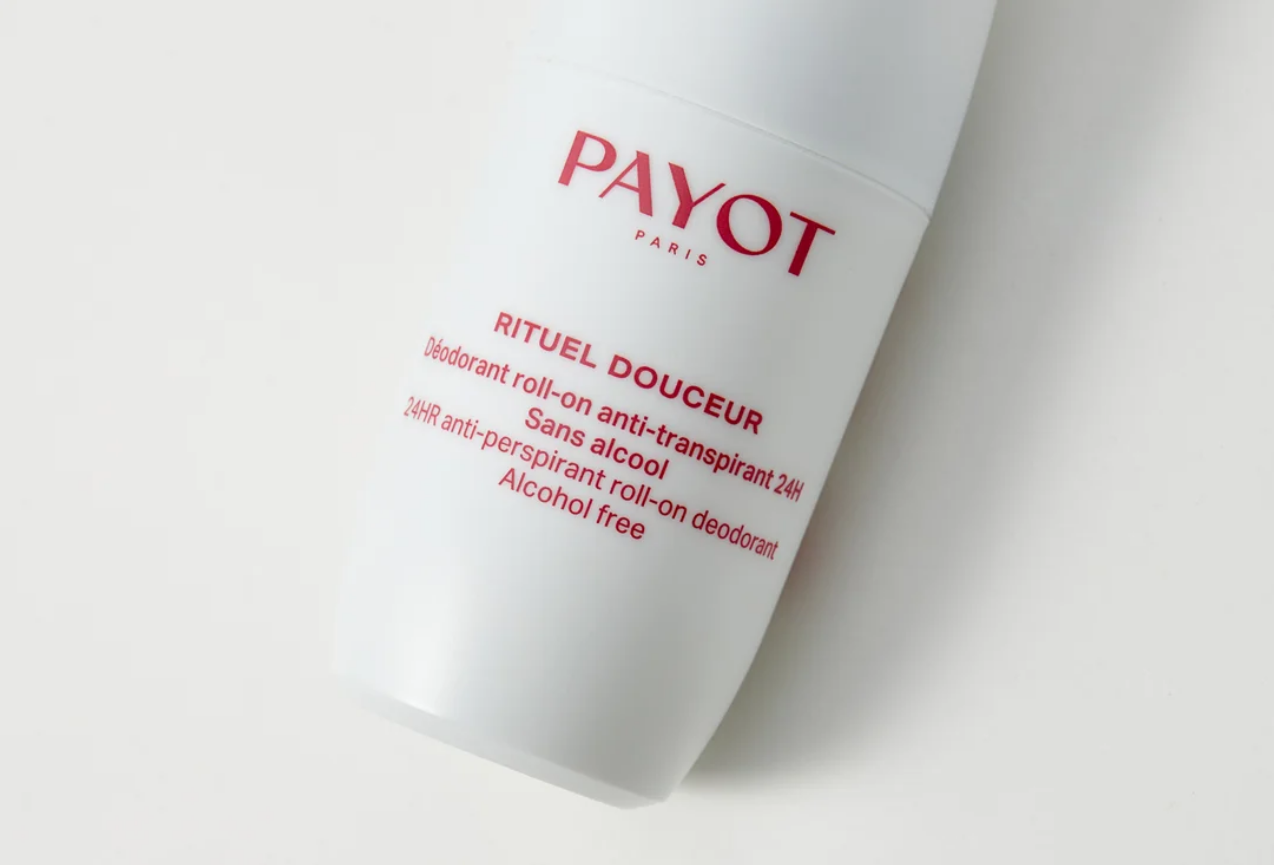 PAYOT
PARIS
RITUEL DOUCEUR
Déodorant roll-on anti-transpirant 24H
Sans alcool
24HR anti-perspirant roll-on deodorant
Alcohol free